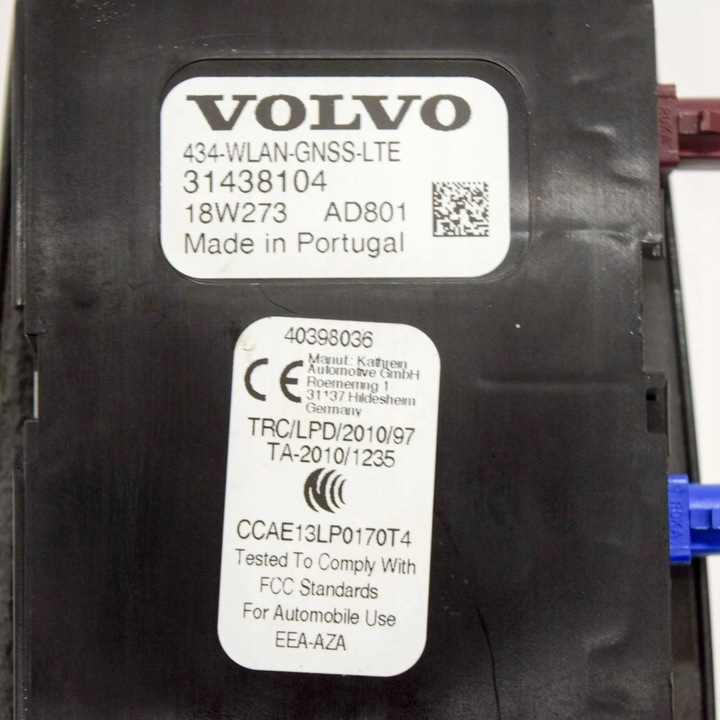 VOLVO
434-WLAN-GNSS-LTE
31438104
18W273 AD801
Made in Portugal
40398036
CE Manuf.: Kathrein
Automotive GmbH
Roemerring 1
31137 Hildesheim
Germany
TRC/LPD/2010/97
TA-2010/1235
CCAE13LP0170T4
Tested To Comply With
FCC Standards
For Automobile Use
EEA-AZA
ROKA